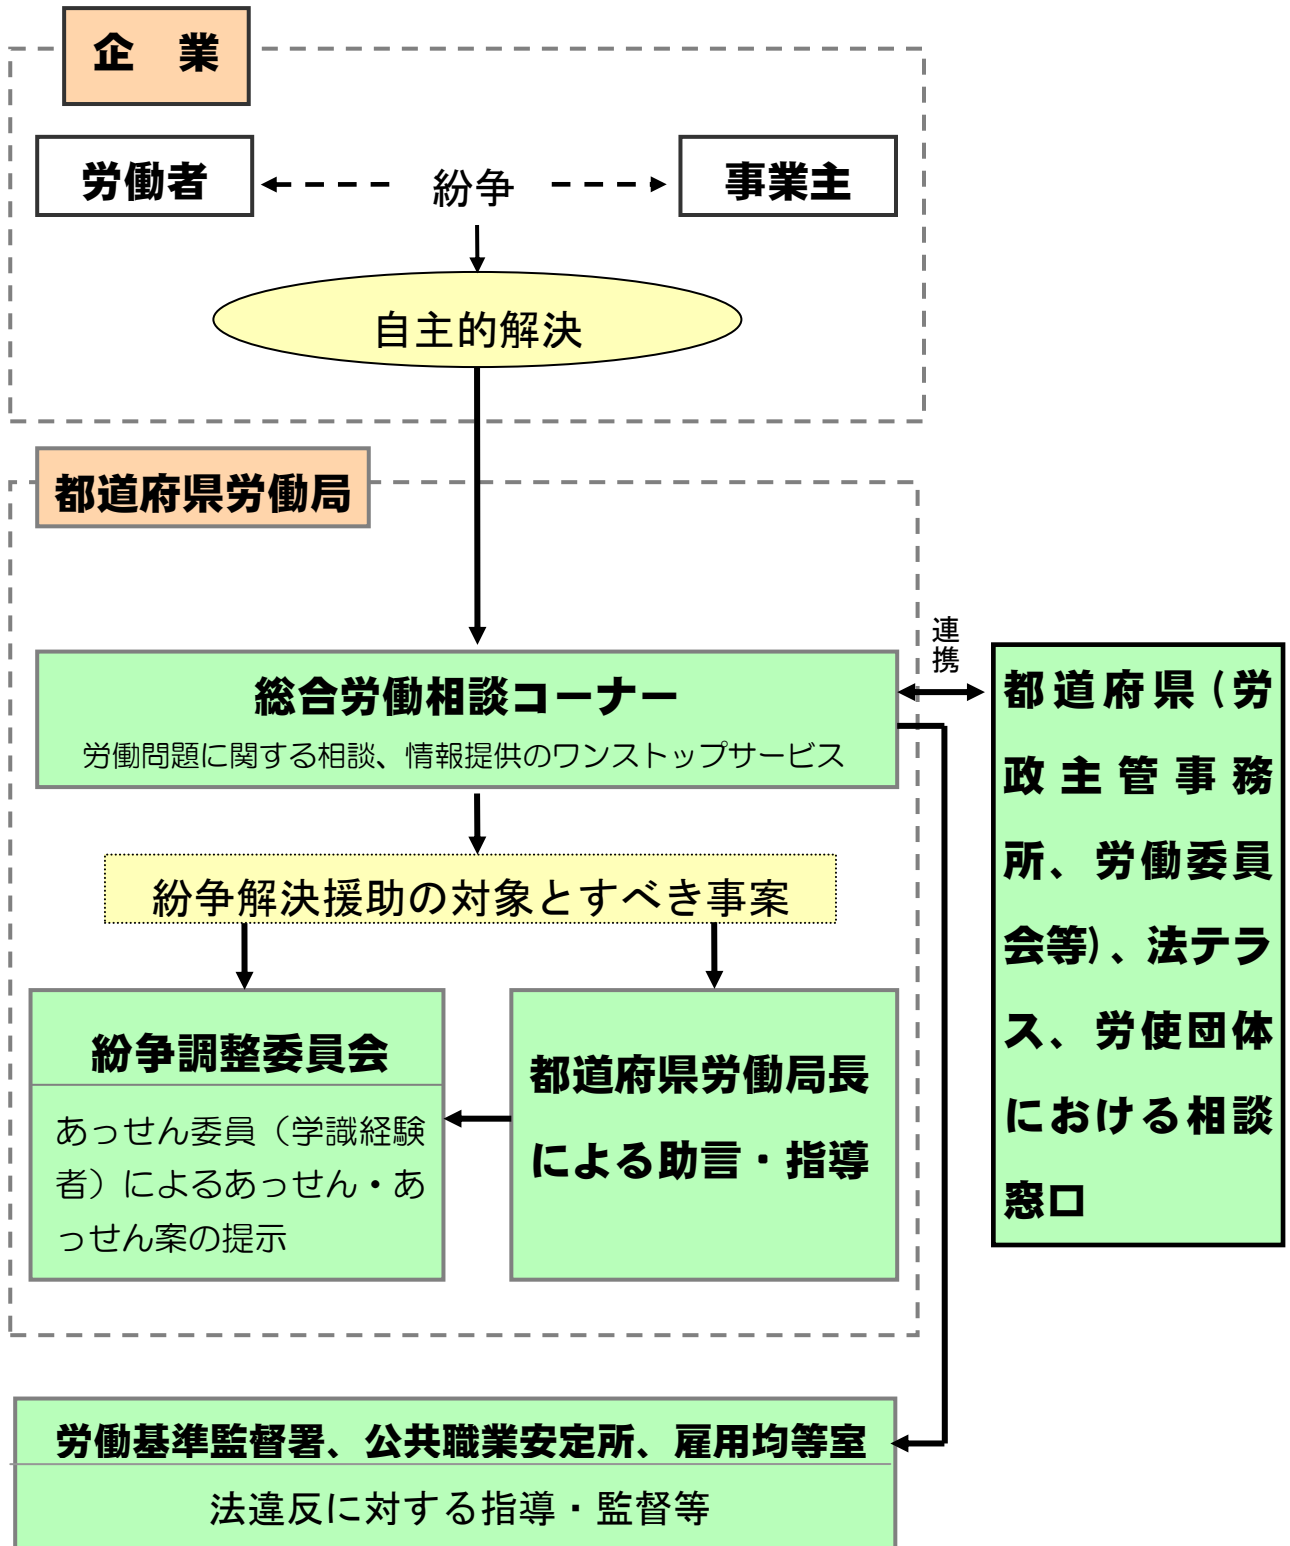 企　業
労働者
紛争
事業主
自主的解決
都道府県労働局
総合労働相談コーナー
労働問題に関する相談、情報提供のワンストップサービス
連携
都道府県（労
政主管事務
所、労働委員
会等）、法テラ
ス、労使団体
における相談
窓口
紛争解決援助の対象とすべき事案
紛争調整委員会
あっせん委員（学識経験
者）によるあっせん・あ
っせん案の提示
都道府県労働局長
による助言・指導
労働基準監督署、公共職業安定所、雇用均等室
法違反に対する指導・監督等